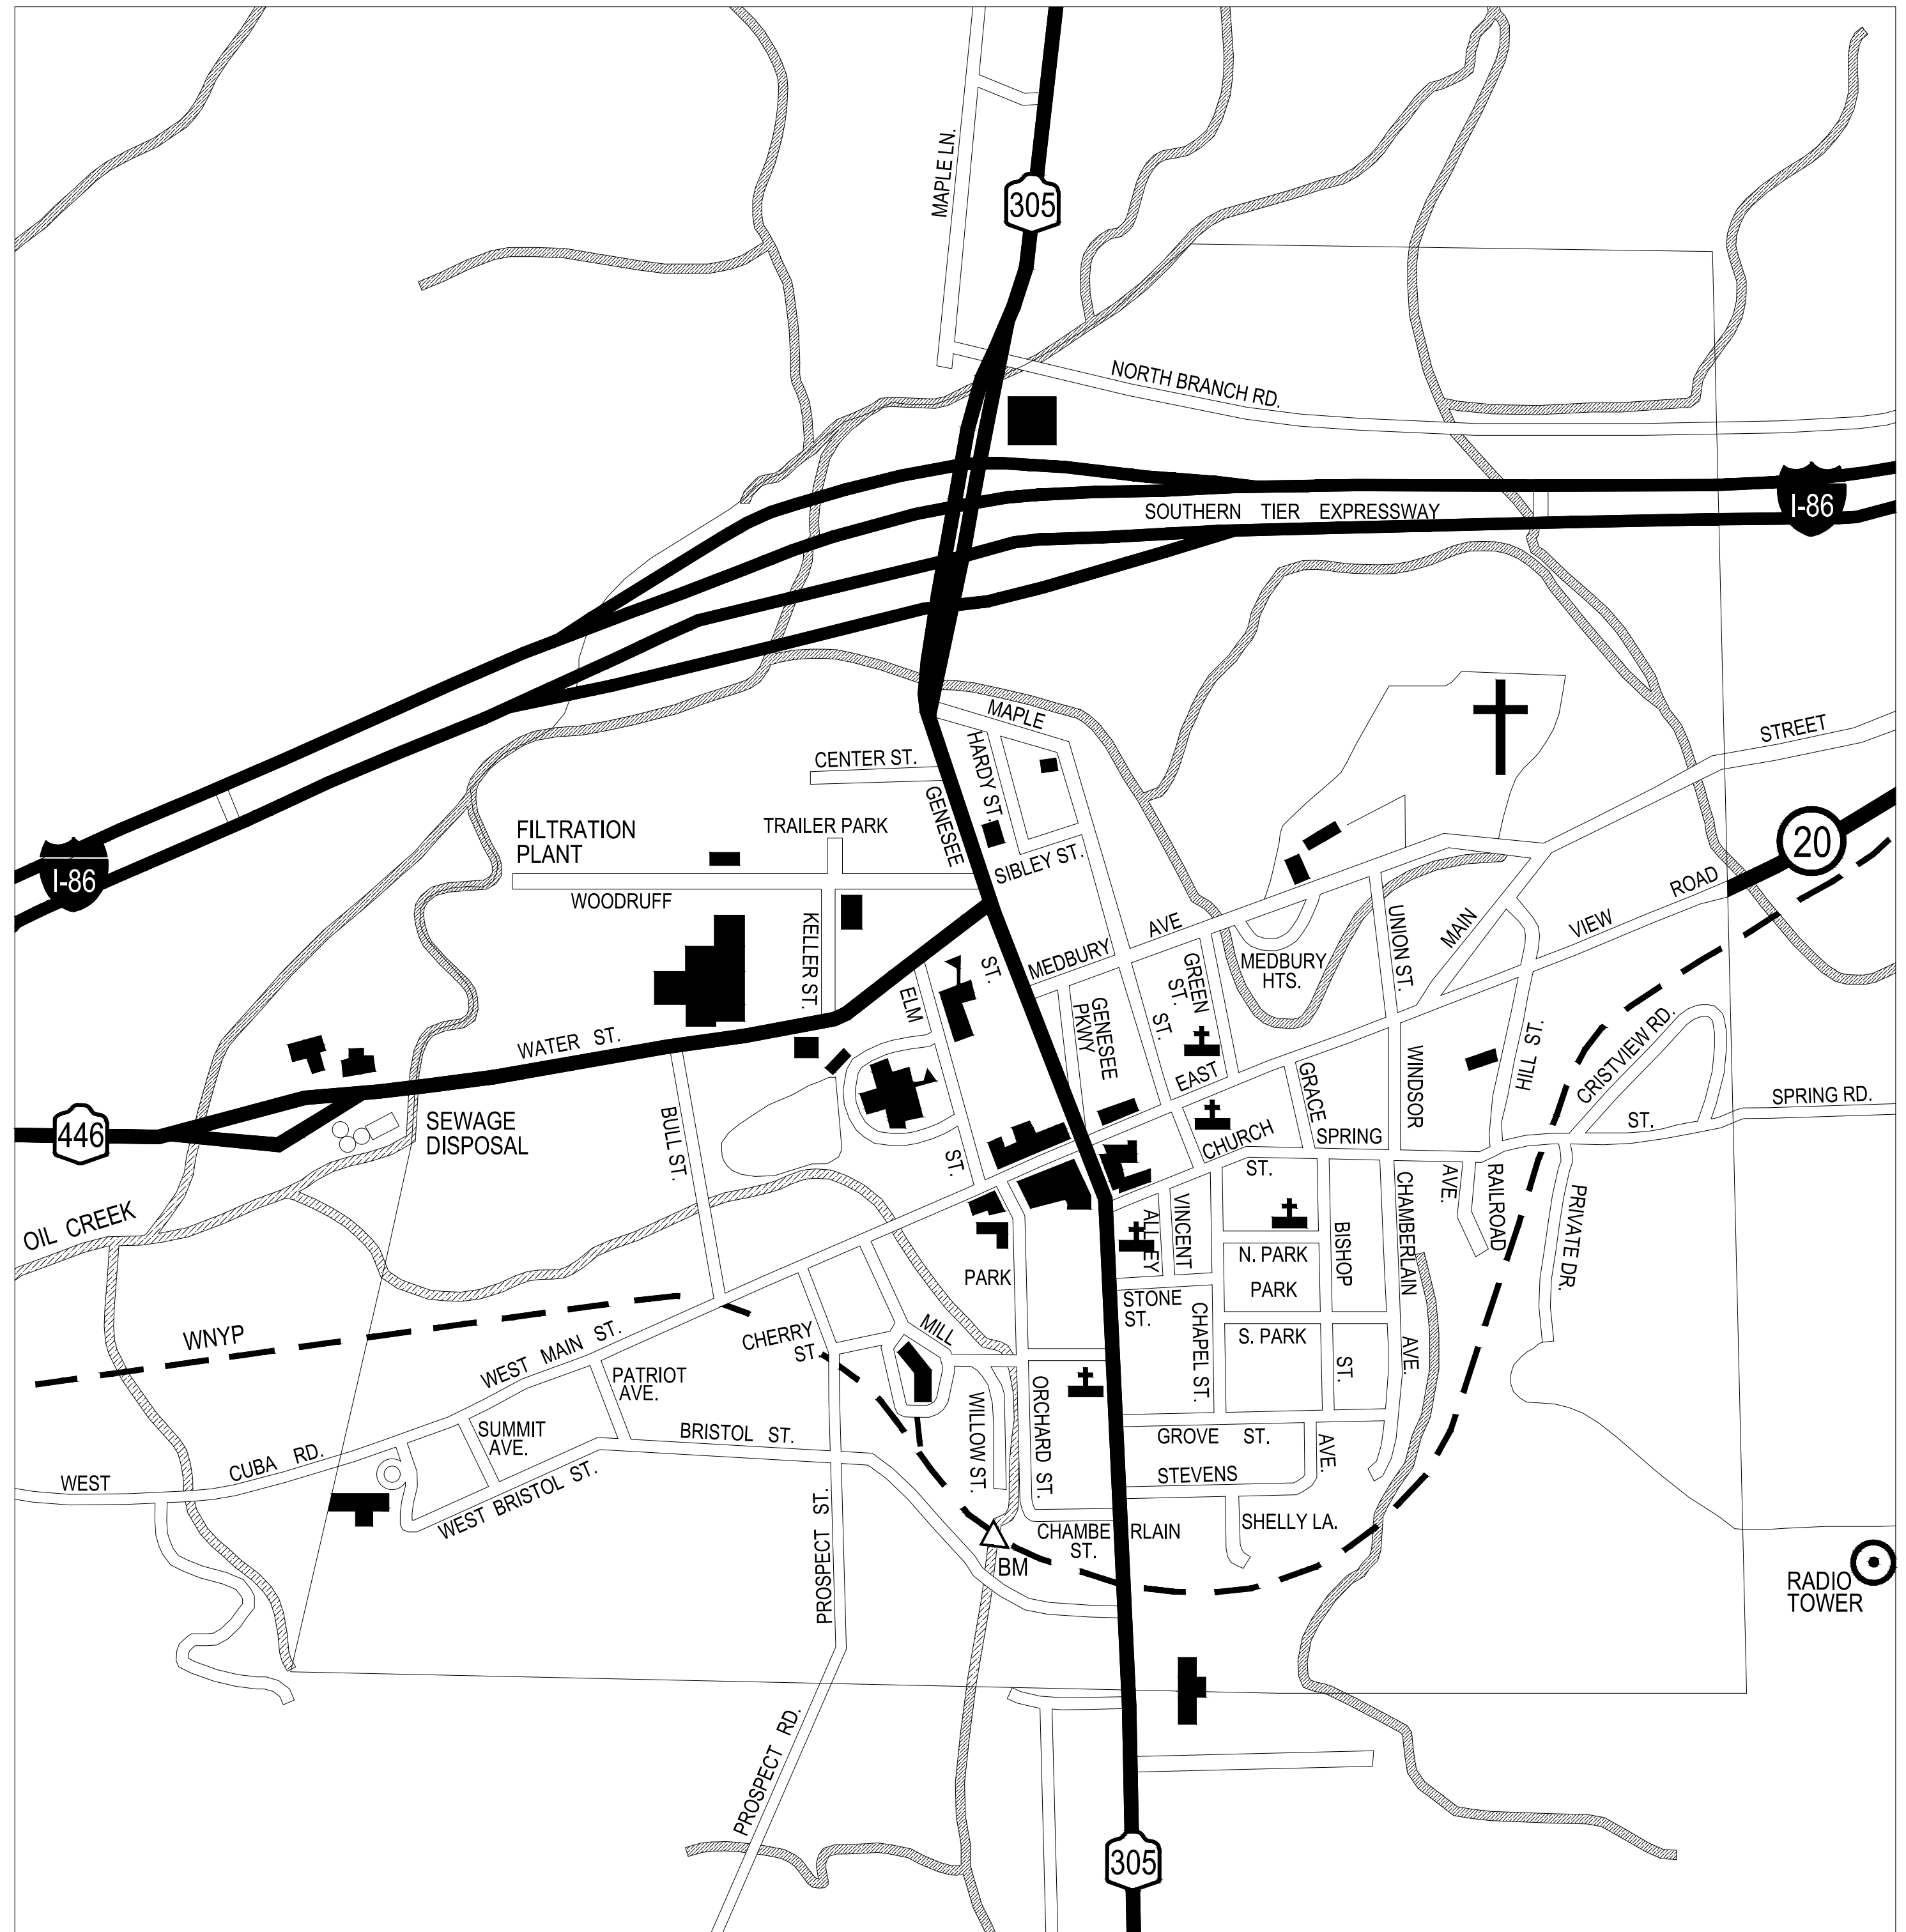 MAPLE LN.
305
NORTH BRANCH RD.
SOUTHERN TIER EXPRESSWAY
I-86
MAPLE
STREET
CENTER ST.
HARDY ST.
GENESEE
ST.
TRAILER PARK
FILTRATION
PLANT
20
SIBLEY ST.
I-86
WOODRUFF
KELLER ST.
ROAD
VIEW
MAIN
UNION ST.
AVE
MEDBURY
GREEN
ST.
MEDBURY
HTS.
ELM
ST.
GENESEE
PKWY
ST.
WATER ST.
EAST
GRACE
WINDSOR
HILL ST.
CRISTVIEW RD.
SPRING RD.
446
SEWAGE
DISPOSAL
BULL ST.
CHURCH
ST.
SPRING
ST.
OIL CREEK
VINCENT
ALLEY
BISHOP
ST.
CHAMBERLAIN
AVE.
RAILROAD
AVE.
PRIVATE DR.
N. PARK
PARK
PARK
S. PARK
STONE
ST.
CHAPEL ST.
WNYP
MILL
CHERRY
ST.
WEST MAIN ST.
PATRIOT
AVE.
SUMMIT
AVE.
BRISTOL ST.
WILLOW ST.
ORCHARD ST.
GROVE ST.
STEVENS
AVE.
CUBA RD.
WEST
WEST BRISTOL ST.
PROSPECT ST.
CHAMBERLAIN
ST.
SHELLY LA.
BM
RADIO
TOWER
PROSPECT RD.
305